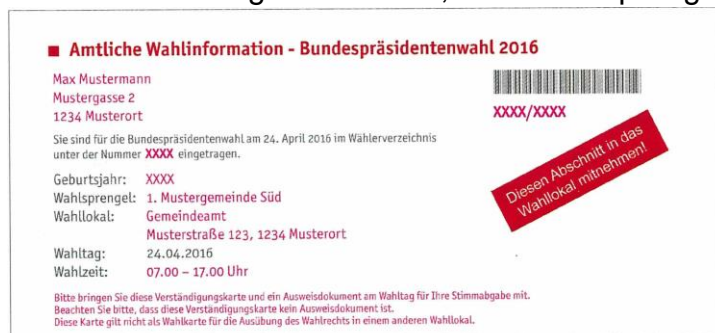 ■ Amtliche Wahlinformation - Bundespräsidentenwahl 2016
Max Mustermann
Mustergasse 2
1234 Musterort
XXXX/XXXX
Sie sind für die Bundespräsidentenwahl am 24. April 2016 im Wählerverzeichnis
unter der Nummer XXXX eingetragen.
Diesen Abschnitt in das
Wahllokal mitnehmen!
Geburtsjahr: XXXX
Wahlsprengel: 1. Mustergemeinde Süd
Wahllokal: Gemeindeamt
Musterstraße 123, 1234 Musterort
Wahltag: 24.04.2016
Wahlzeit: 07.00 – 17.00 Uhr
Bitte bringen Sie diese Verständigungskarte und ein Ausweisdokument am Wahltag für Ihre Stimmabgabe mit.
Beachten Sie bitte, dass diese Verständigungskarte kein Ausweisdokument ist.
Diese Karte gilt nicht als Wahlkarte für die Ausübung des Wahlrechts in einem anderen Wahllokal.